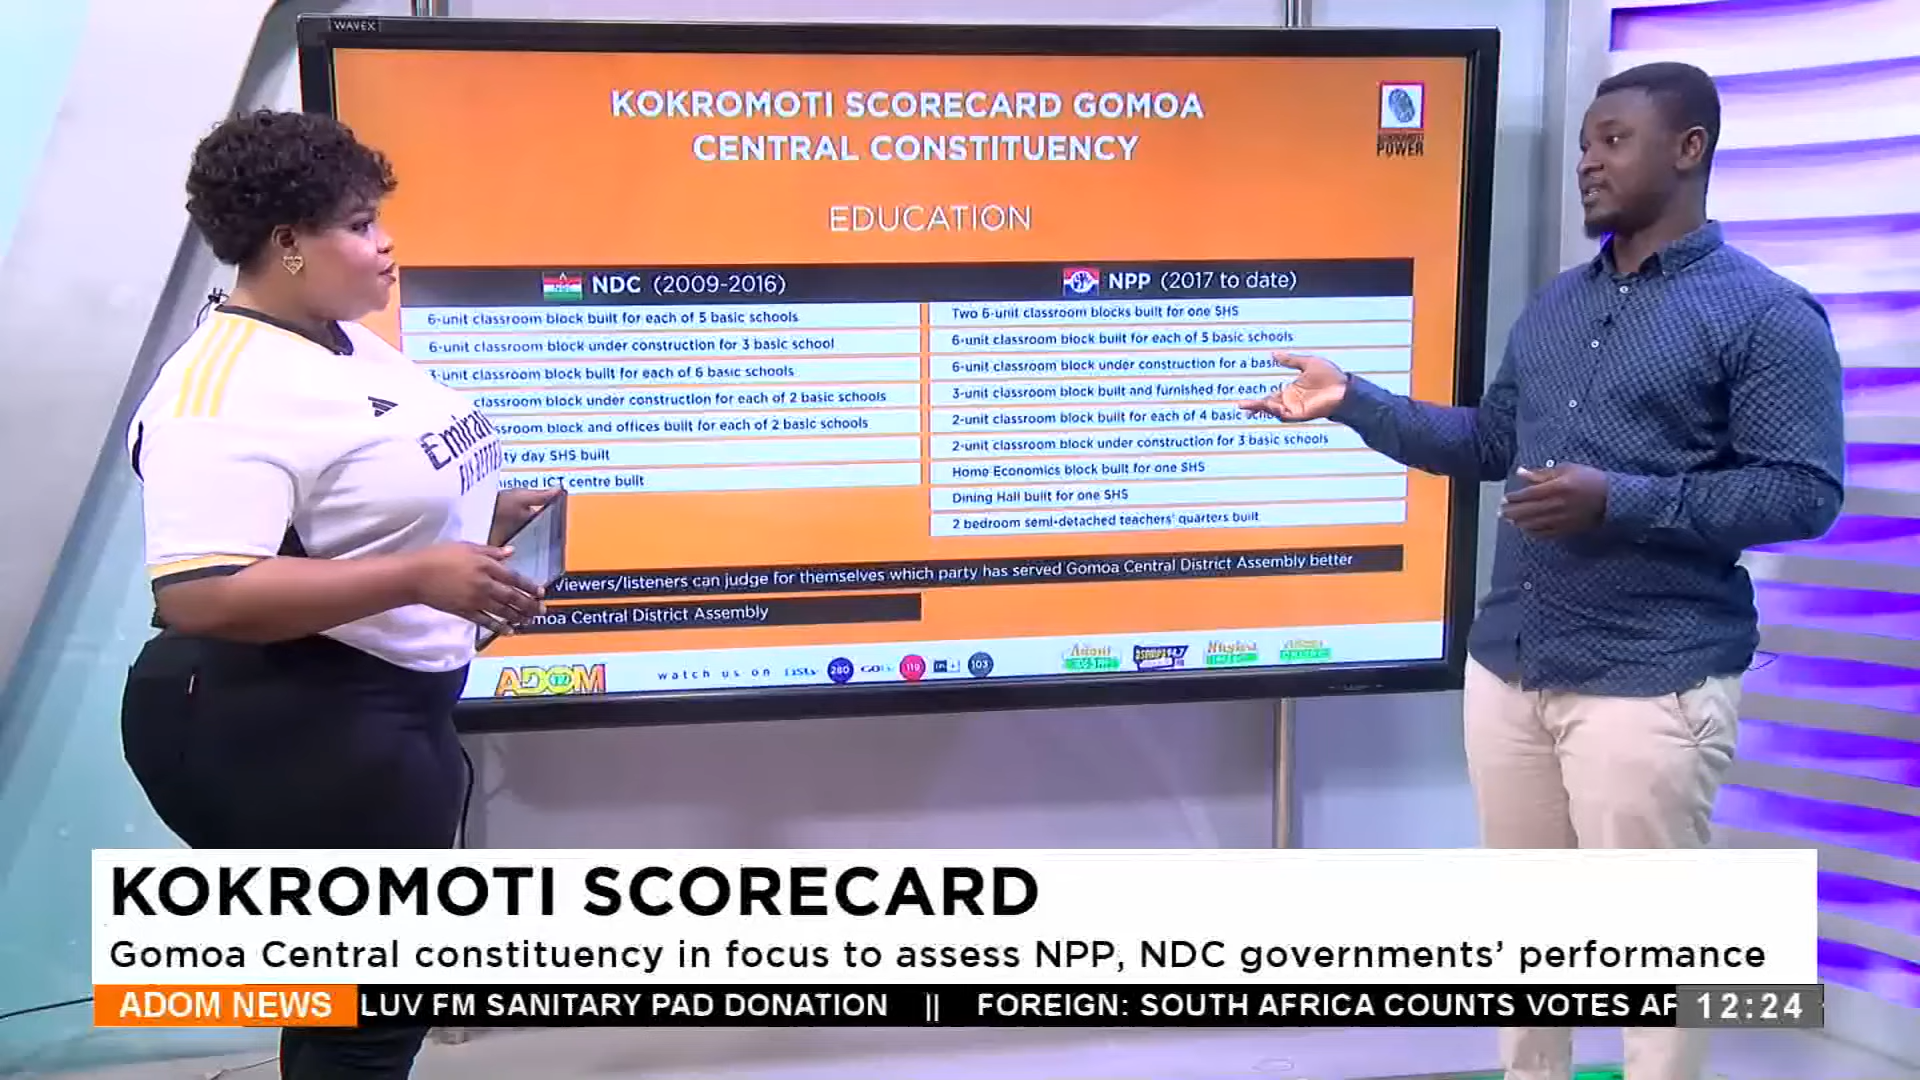 WAVEX
KOKROMOTI SCORECARD GOMOA
CENTRAL CONSTITUENCY
POWER
EDUCATION
NDC (2009-2016)
6-unit classroom block built for each of 5 basic schools
6-unit classroom block under construction for 3 basic school
3-unit classroom block built for each of 6 basic schools
classroom block under construction for each of 2 basic schools
ssroom block and offices built for each of 2 basic schools
ty day SHS built
ished ICT centre built
NPP (2017 to date)
Two 6-unit classroom blocks built for one SHS
6-unit classroom block built for each of 5 basic schools
6-unit classroom block under construction for a basi
3-unit classroom block built and furnished for each of
2-unit classroom block built for each of 4 basic scho
2-unit classroom block under construction for 3 basic schools
Home Economics block built for one SHS
Dining Hall built for one SHS
2 bedroom semi-detached teachers' quarters built
Viewers/listeners can judge for themselves which party has served Gomoa Central District Assembly better
moa Central District Assembly
ADOM
watch us on 280 119 103
Emirat
KOKROMOTI SCORECARD
Gomoa Central constituency in focus to assess NPP, NDC governments' performance
ADOM NEWS LUV FM SANITARY PAD DONATION || FOREIGN: SOUTH AFRICA COUNTS VOTES AF 12:24